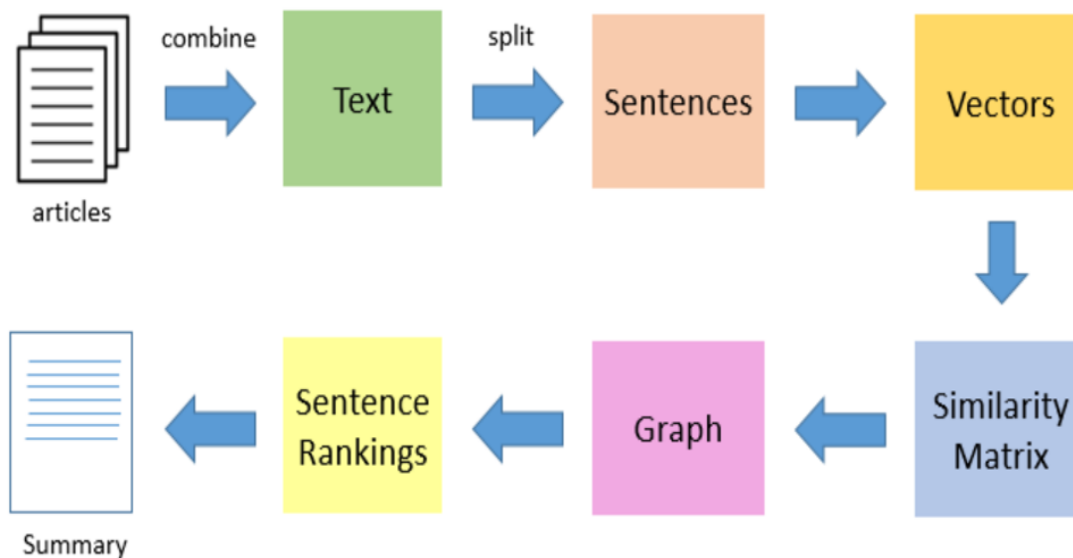 combine
split
Text
Sentences
Vectors
articles
Sentence
Rankings
Graph
Similarity
Matrix
Summary